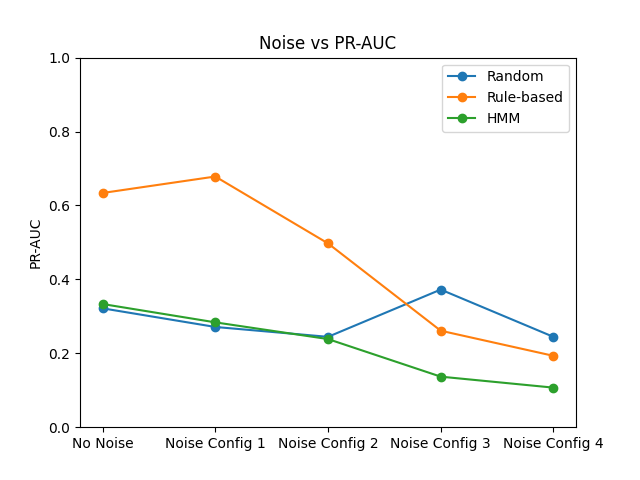 Noise vs PR-AUC
1.0
0.8
0.6
0.4
0.2
0.0
PR-AUC
Random
Rule-based
HMM
No Noise
Noise Config 1
Noise Config 2
Noise Config 3
Noise Config 4